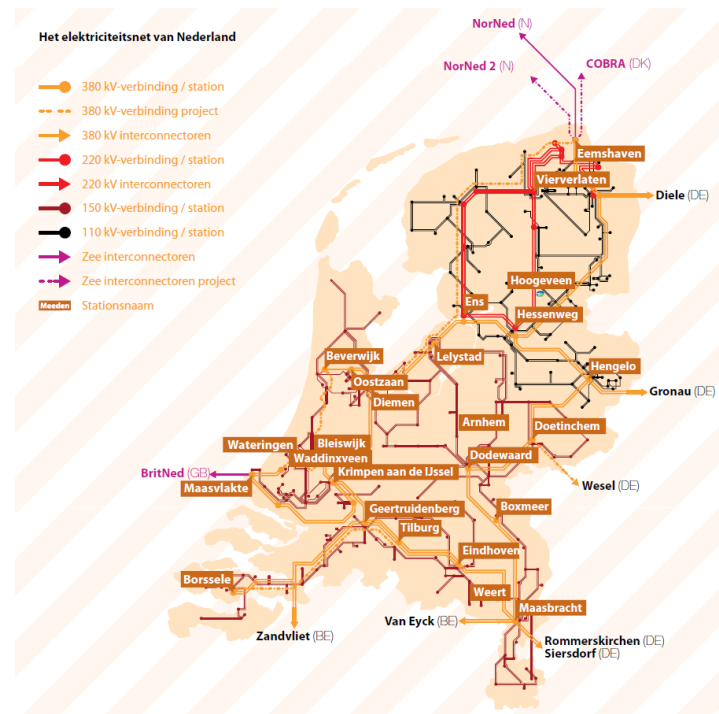 Het elektriciteitsnet van Nederland
380 kV-verbinding / station
380 kV-verbinding project
380 kV interconnectoren
220 kV-verbinding / station
220 kV interconnectoren
150 kV-verbinding / station
110 kV-verbinding / station
Zee interconnectoren
Zee interconnectoren project
Meeden Stationsnaam
NorNed (N)
NorNed 2 (N)
COBRA (DK)
Eemshaven
Vierverlaten
Diele (DE)
Hoogeveen
Ens
Hessenweg
Beverwijk
Lelystad
Oostzaan
Hengelo
Diemen
Gronau (DE)
Arnhem
Doetinchem
Wateringen
Bleiswijk
Waddinxveen
Dodewaard
BritNed (GB)
Krimpen aan de IJssel
Maasvlakte
Wesel (DE)
Geertruidenberg
Boxmeer
Tilburg
Eindhoven
Borssele
Weert
Maasbracht
Zandvliet (BE)
Van Eyck (BE)
Rommerskirchen (DE)
Siersdorf (DE)